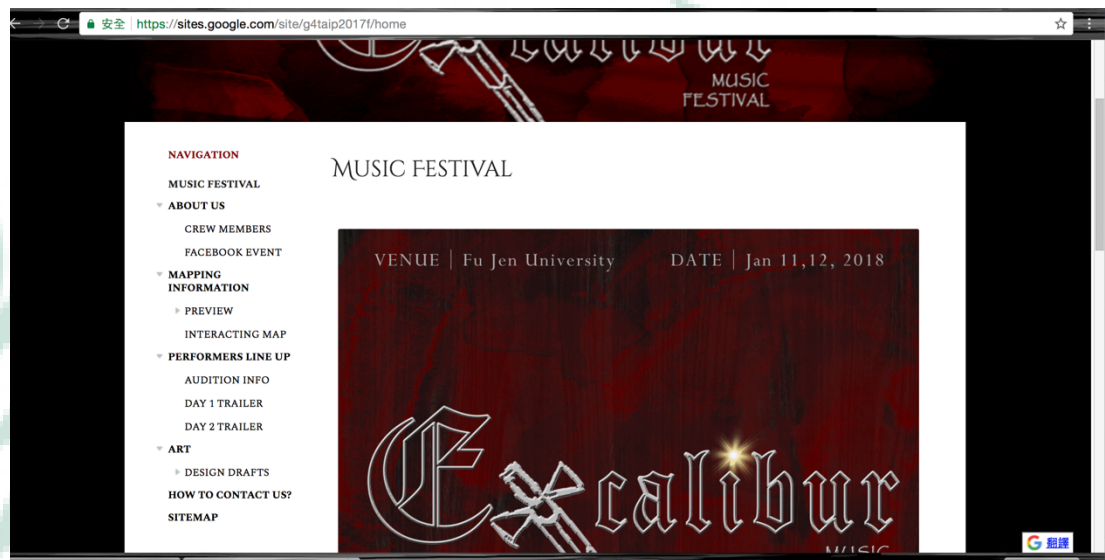 安全 https://sites.google.com/site/g4taip2017f/home
Excalibur
MUSIC
FESTIVAL
NAVIGATION
MUSIC FESTIVAL
ABOUT US
CREW MEMBERS
FACEBOOK EVENT
MAPPING
INFORMATION
PREVIEW
INTERACTING MAP
PERFORMERS LINE UP
AUDITION INFO
DAY 1 TRAILER
DAY 2 TRAILER
ART
DESIGN DRAFTS
HOW TO CONTACT US?
SITEMAP
MUSIC FESTIVAL
VENUE | Fu Jen University DATE | Jan 11,12, 2018
Excalibur
MUSIC
G 翻譯